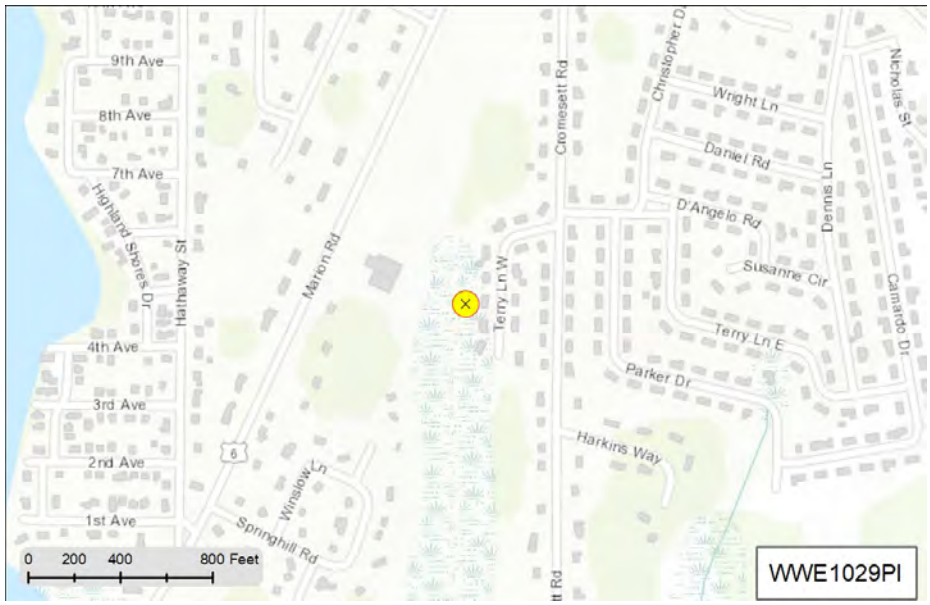 9th Ave
8th Ave
7th Ave
Highland Shores Dr
Hathaway St
4th Ave
3rd Ave
2nd Ave
1st Ave
Marion Rd
6
Winslow Ln
Springhill Rd
Cromesett Rd
Christopher D
Wright Ln
Daniel Rd
D'Angelo Rd
Susanne Cir
Dennis Ln
Nicholas St
Camardo Dr
Terry Ln W
Terry Ln E
Parker Dr
Harkins Way
tt Rd
0 200 400 800 Feet
WWE1029PI